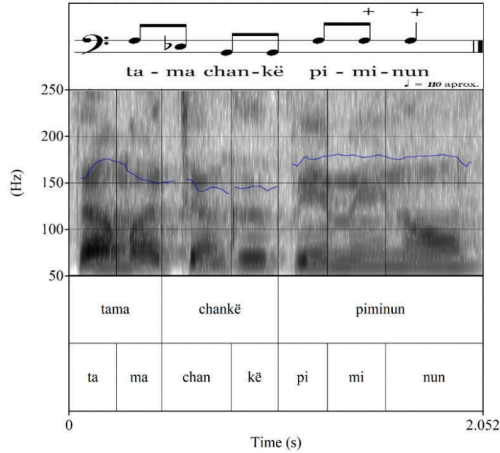 ta - ma chan - kë pi - mi - nun
♩ = 110 aprox.
250
200
(Hz)
150
100
50
tama chankë piminun
ta ma chan kë pi mi nun
0 2.052
Time (s)